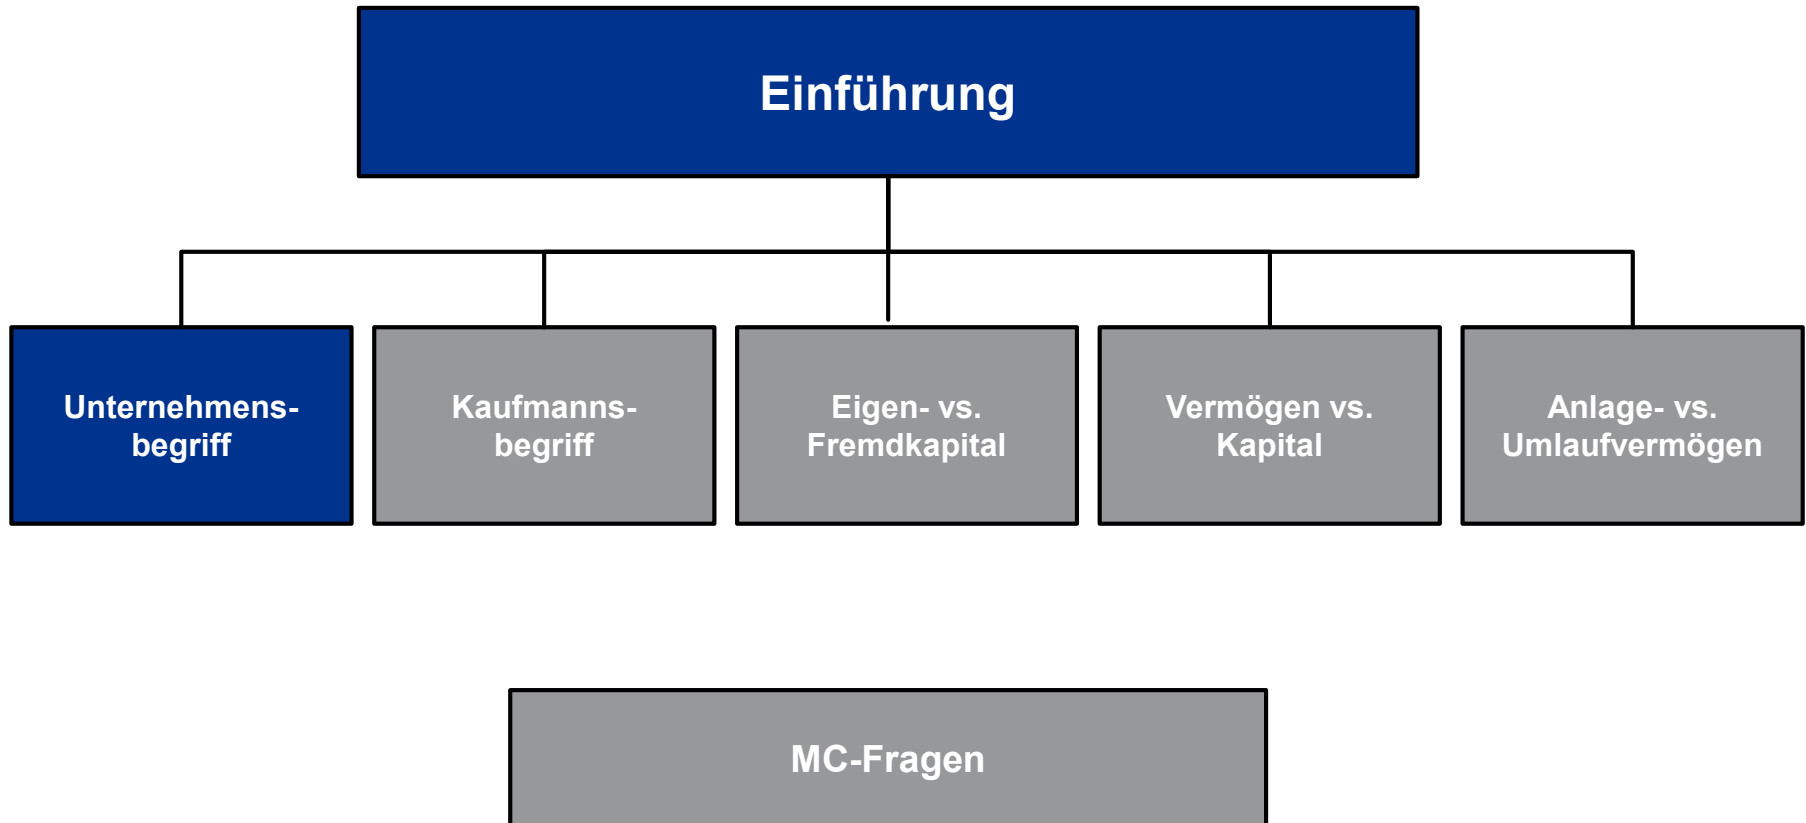 Einführung
Unternehmens-
begriff
Kaufmanns-
begriff
Eigen- vs.
Fremdkapital
Vermögen vs.
Kapital
Anlage- vs.
Umlaufvermögen
MC-Fragen